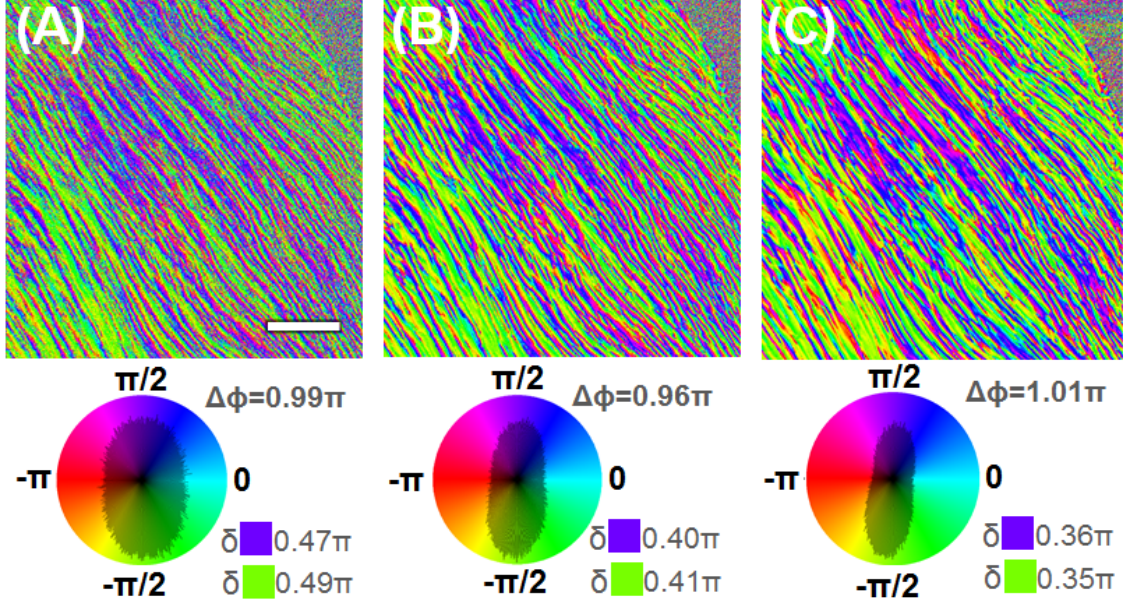 (A)
(B)
(C)
π/2
Δϕ=0.99π
-π
0
δ 0.47π
δ 0.49π
-π/2
π/2
Δϕ=0.96π
-π
0
δ 0.40π
δ 0.41π
-π/2
π/2
Δϕ=1.01π
-π
0
δ 0.36π
δ 0.35π
-π/2